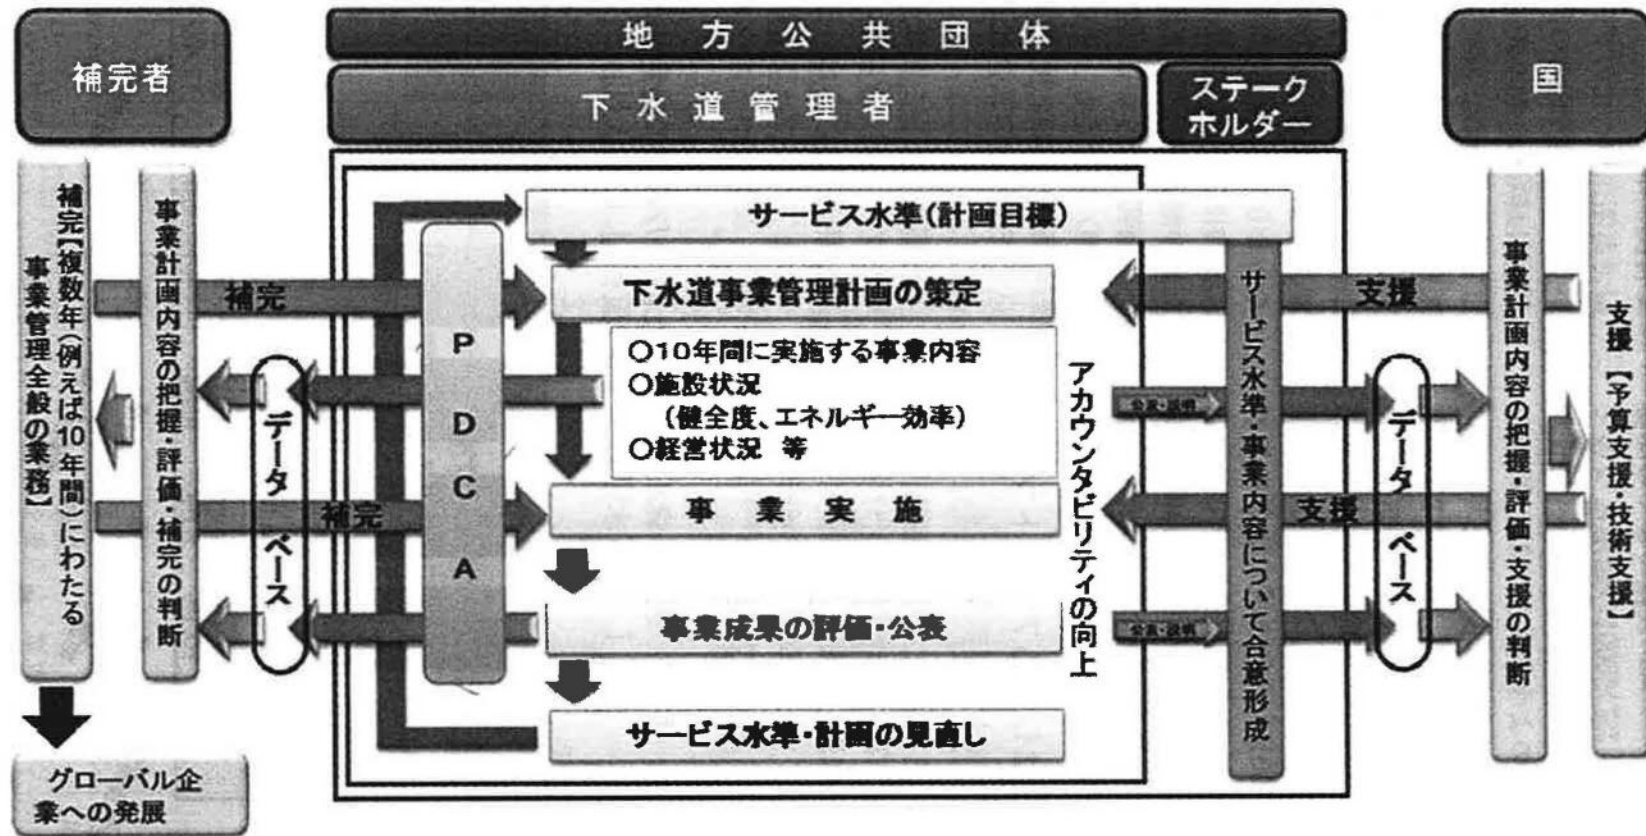 地方公共団体
補完者
下水道管理者
ステーク
ホルダー
国
サービス水準(計画目標)
下水道事業管理計画の策定
〇10年間に実施する事業内容
〇施設状況
(健全度、エネルギー効率)
〇経営状況 等
事業実施
事業成果の評価・公表
サービス水準・計画の見直し
PDCA
補完
補完
補完【複数年(例えば10年間)にわたる
事業管理全般の業務】
事業計画内容の把握・評価・補完の判断
データベース
グローバル企
業への発展
アカウンタビリティの向上
公表・説明
公表・説明
サービス水準・事業内容について合意形成
支援
支援
データベース
事業計画内容の把握・評価・支援の判断
支援【予算支援・技術支援】